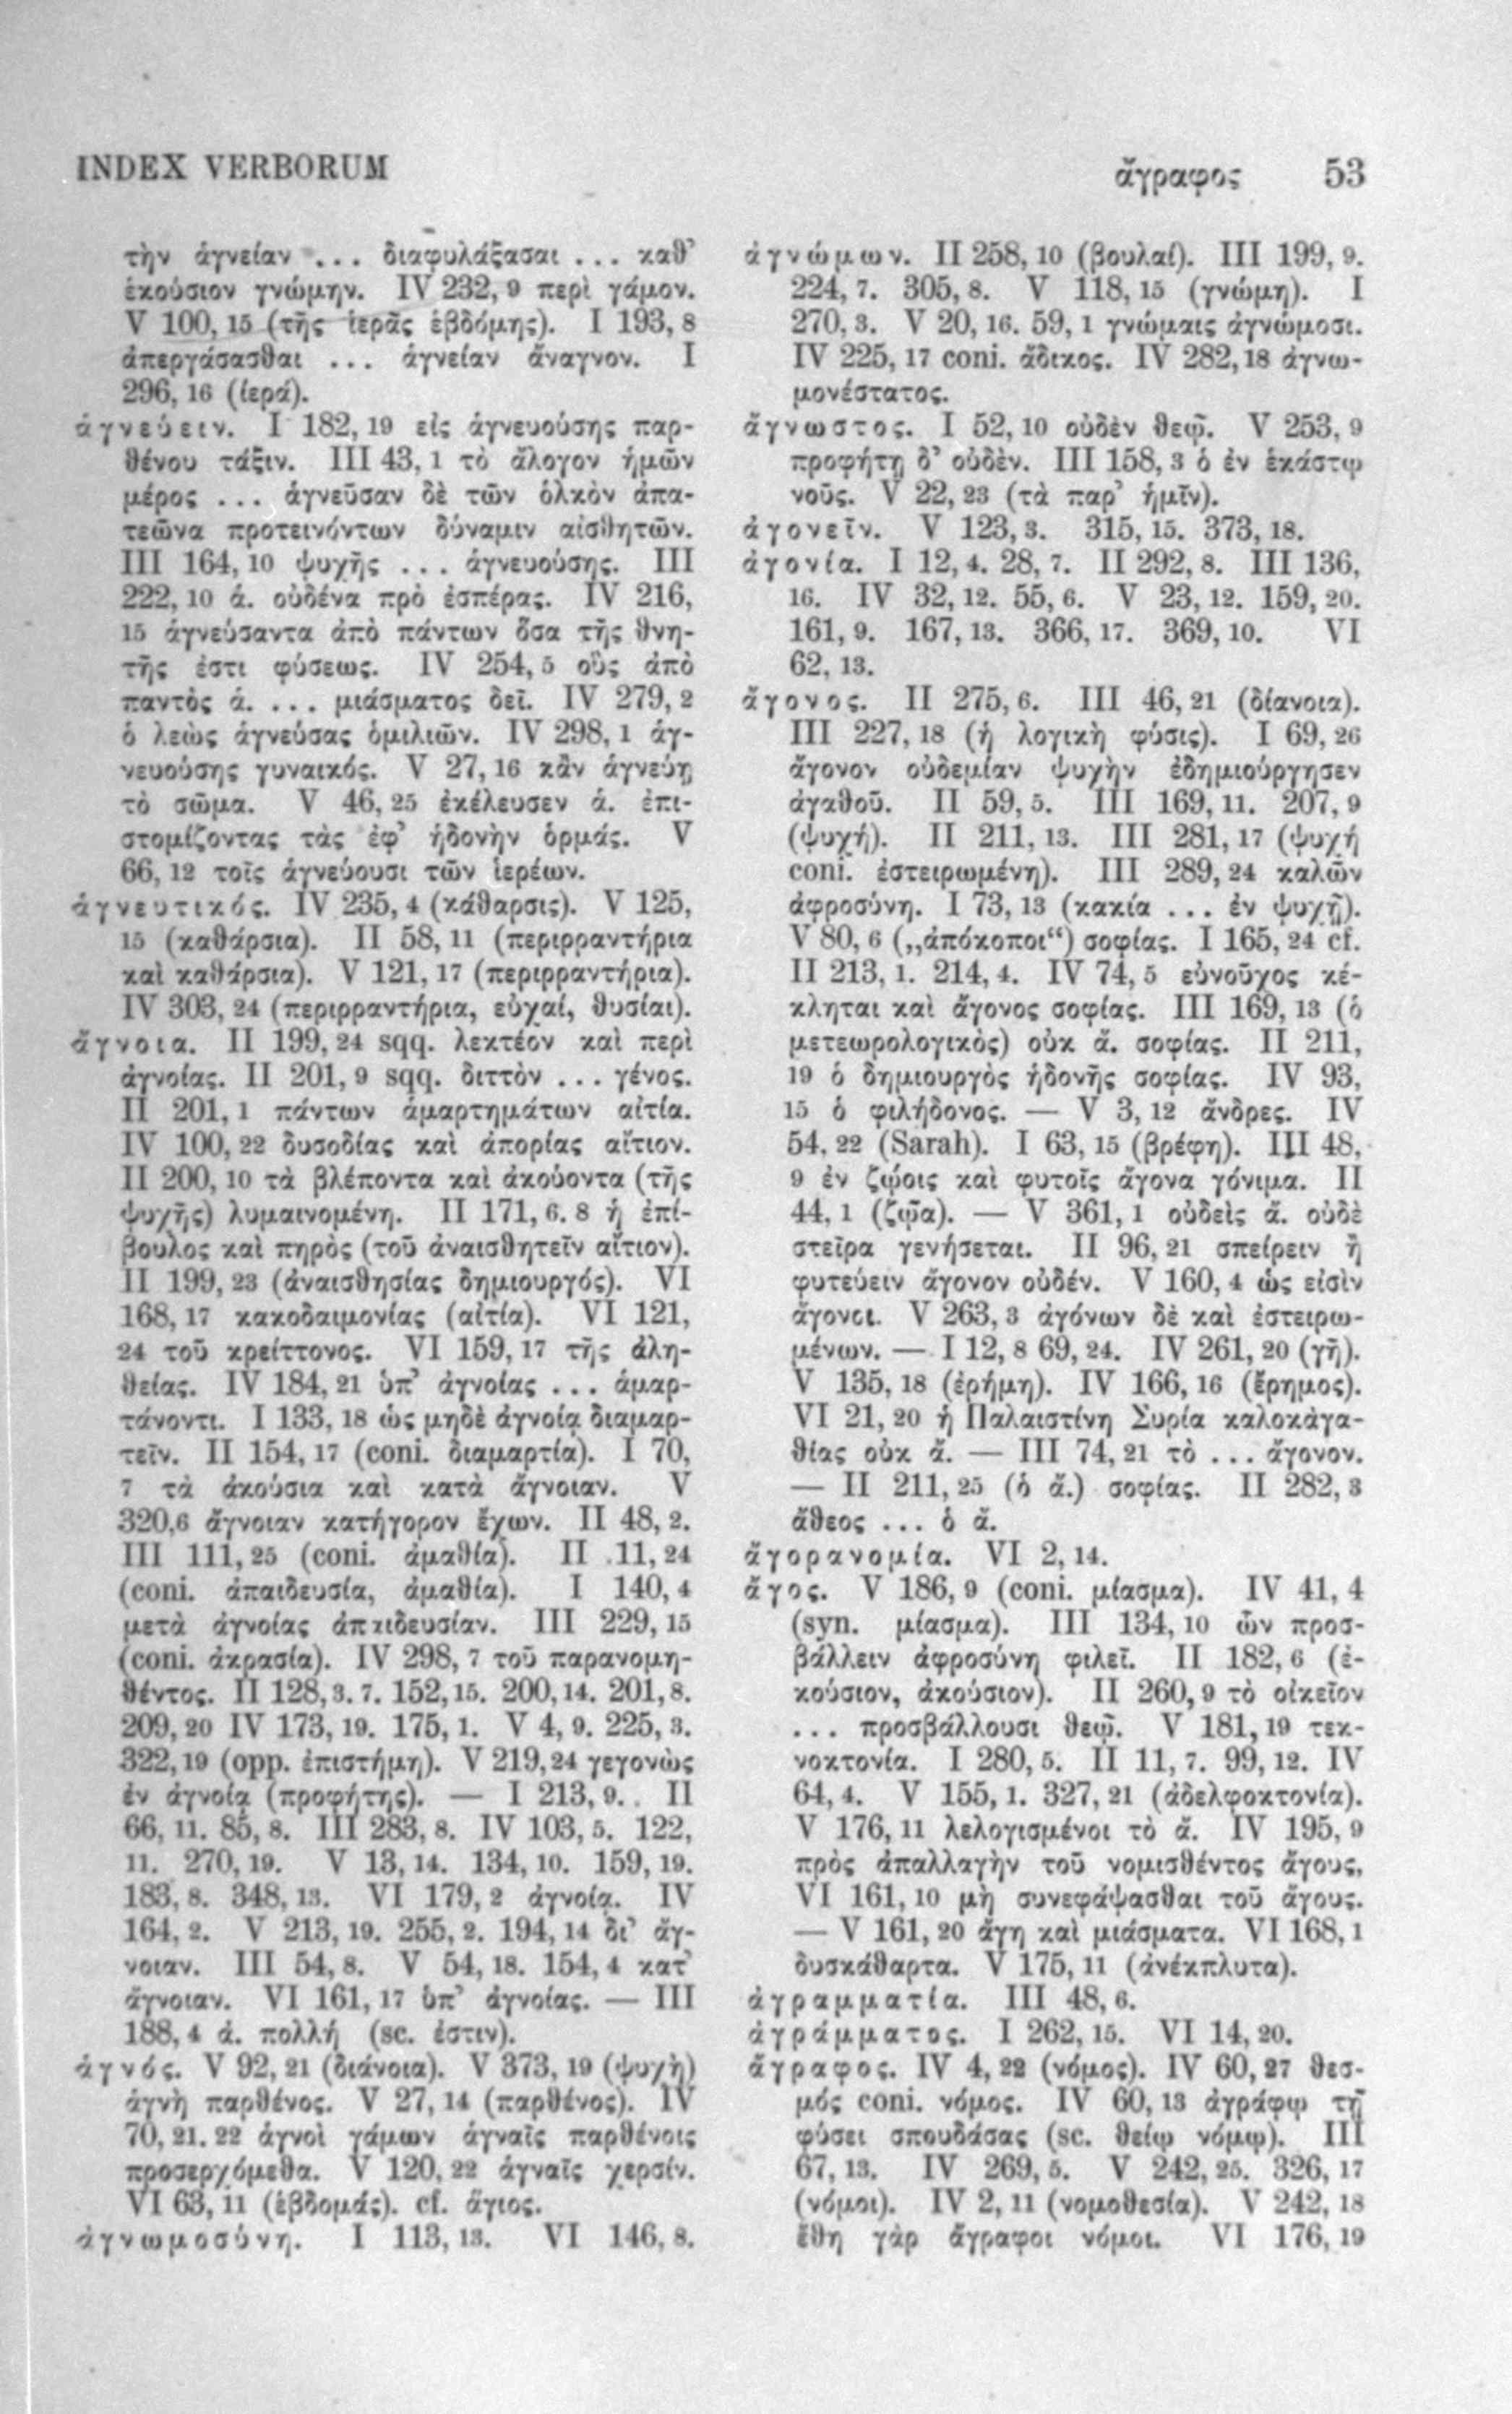 INDEX VERBORUM
ἄγραφος 53
τὴν ἁγνείαν ... διαφυλάξασαι ... καθ’
ἑκούσιον γνώμην. IV 232, 9 περὶ γάμον.
V 100, 15 (τῆς ἱερᾶς ἑβδόμης). I 193, 8
ἀπεργάσασθαι ... ἁγνείαν ἄναγνον. I
296, 16 (ἱερά).
ἁγνεύειν. I 182, 19 εἰς ἁγνευούσης παρ-
θένου τάξιν. III 43, 1 τὸ ἄλογον ἡμῶν
μέρος ... ἁγνεῦσαν δὲ τῶν ὁλκὸν ἀπα-
τεῶνα προτεινόντων δύναμιν αἰσθητῶν.
III 164, 10 ψυχῆς ... ἁγνευούσης. III
222, 10 ἁ. οὐδένα πρὸ ἑσπέρας. IV 216,
15 ἁγνεύσαντα ἀπὸ πάντων ὅσα τῆς θνη-
τῆς ἐστι φύσεως. IV 254, 5 οὓς ἀπὸ
παντὸς ἁ. ... μιάσματος δεῖ. IV 279, 2
ὁ λεὼς ἁγνεύσας ὁμιλιῶν. IV 298, 1 ἁγ-
νευούσης γυναικός. V 27, 16 κἂν ἁγνεύῃ
τὸ σῶμα. V 46, 25 ἐκέλευσεν ἁ. ἐπι-
στομίζοντας τὰς ἐφ’ ἡδονὴν ὁρμάς. V
66, 12 τοῖς ἁγνεύουσι τῶν ἱερέων.
ἁγνευτικός. IV 235, 4 (κάθαρσις). V 125,
15 (καθάρσια). II 58, 11 (περιρραντήρια
καὶ καθάρσια). V 121, 17 (περιρραντήρια).
IV 303, 24 (περιρραντήρια, εὐχαί, θυσίαι).
ἄγνοια. II 199, 24 sqq. λεκτέον καὶ περὶ
ἀγνοίας. II 201, 9 sqq. διττὸν ... γένος.
II 201, 1 πάντων ἁμαρτημάτων αἰτία.
IV 100, 22 δυσοδίας καὶ ἀπορίας αἴτιον.
II 200, 10 τὰ βλέποντα καὶ ἀκούοντα (τῆς
ψυχῆς) λυμαινομένη. II 171, 6. 8 ἡ ἐπί-
βουλος καὶ πηρὸς (τοῦ ἀναισθητεῖν αἴτιον).
II 199, 23 (ἀναισθησίας δημιουργός). VI
168, 17 κακοδαιμονίας (αἰτία). VI 121,
24 τοῦ κρείττονος. VI 159, 17 τῆς ἀλη-
θείας. IV 184, 21 ὑπ’ ἀγνοίας ... ἁμαρ-
τάνοντι. I 133, 18 ὡς μηδὲ ἀγνοίᾳ διαμαρ-
τεῖν. II 154, 17 (coni. διαμαρτία). I 70,
7 τὰ ἀκούσια καὶ κατὰ ἄγνοιαν. V
320,6 ἄγνοιαν κατήγορον ἔχων. II 48, 2.
III 111, 25 (coni. ἀμαθία). II 11, 24
(coni. ἀπαιδευσία, ἀμαθία). I 140, 4
μετὰ ἀγνοίας ἀπαιδευσίαν. III 229, 15
(coni. ἀκρασία). IV 298, 7 τοῦ παρανομη-
θέντος. II 128, 3. 7. 152, 15. 200, 14. 201, 8.
209, 20 IV 173, 19. 175, 1. V 4, 9. 225, 3.
322, 19 (opp. ἐπιστήμη). V 219, 24 γεγονὼς
ἐν ἀγνοίᾳ (προφήτης). — I 213, 9. II
66, 11. 85, 8. III 283, 8. IV 103, 5. 122,
11. 270, 19. V 13, 14. 134, 10. 159, 19.
183, 8. 348, 13. VI 179, 2 ἀγνοίᾳ. IV
164, 2. V 213, 19. 255, 2. 194, 14 δι’ ἄγ-
νοιαν. III 54, 8. V 54, 18. 154, 4 κατ’
ἄγνοιαν. VI 161, 17 ὑπ’ ἀγνοίας. — III
188, 4 ἀ. πολλή (sc. ἐστιν).
ἁγνός. V 92, 21 (διάνοια). V 373, 19 (ψυχὴ)
ἁγνὴ παρθένος. V 27, 14 (παρθένος). IV
70, 21. 22 ἁγνοὶ γάμων ἁγναῖς παρθένοις
προσερχόμεθα. V 120, 22 ἁγναῖς χερσίν.
VI 63, 11 (ἑβδομάς). cf. ἅγιος.
ἀγνωμοσύνη. I 113, 13. VI 146, 8.
ἀγνώμων. II 258, 10 (βουλαί). III 199, 9.
224, 7. 305, 8. V 118, 15 (γνώμη). I
270, 3. V 20, 16. 59, 1 γνώμαις ἀγνώμοσι.
IV 225, 17 coni. ἄδικος. IV 282, 18 ἀγνω-
μονέστατος.
ἄγνωστος. I 52, 10 οὐδὲν θεῷ. V 253, 9
προφήτῃ δ’ οὐδὲν. III 158, 3 ὁ ἐν ἑκάστῳ
νοῦς. V 22, 23 (τὰ παρ’ ἡμῖν).
ἀγονεῖν. V 123, 3. 315, 15. 373, 18.
ἀγονία. I 12, 4. 28, 7. II 292, 8. III 136,
16. IV 32, 12. 55, 6. V 23, 12. 159, 20.
161, 9. 167, 13. 366, 17. 369, 10. VI
62, 13.
ἄγονος. II 275, 6. III 46, 21 (διάνοια).
III 227, 18 (ἡ λογικὴ φύσις). I 69, 26
ἄγονον οὐδεμίαν ψυχὴν ἐδημιούργησεν
ἀγαθοῦ. II 59, 5. III 169, 11. 207, 9
(ψυχή). II 211, 13. III 281, 17 (ψυχή
coni. ἐστειρωμένη). III 289, 24 καλῶν
ἀφροσύνη. I 73, 13 (κακία ... ἐν ψυχῇ).
V 80, 6 („ἀπόκοποι“) σοφίας. I 165, 24 cf.
II 213, 1. 214, 4. IV 74, 5 εὐνοῦχος κέ-
κληται καὶ ἄγονος σοφίας. III 169, 13 (ὁ
μετεωρολογικὸς) οὐκ ἄ. σοφίας. II 211,
19 ὁ δημιουργὸς ἡδονῆς σοφίας. IV 93,
15 ὁ φιλήδονος. — V 3, 12 ἄνδρες. IV
54, 22 (Sarah). I 63, 15 (βρέφη). III 48,
9 ἐν ζῴοις καὶ φυτοῖς ἄγονα γόνιμα. II
44, 1 (ζῷα). — V 361, 1 οὐδεὶς ἄ. οὐδὲ
στεῖρα γενήσεται. II 96, 21 σπείρειν ἢ
φυτεύειν ἄγονον οὐδέν. V 160, 4 ὡς εἰσὶν
ἄγονοι. V 263, 3 ἀγόνων δὲ καὶ ἐστειρω-
μένων. — I 12, 8 69, 24. IV 261, 20 (γῆ).
V 135, 18 (ἐρήμη). IV 166, 16 (ἔρημος).
VI 21, 20 ἡ Παλαιστίνη Συρία καλοκἀγα-
θίας οὐκ ἄ. — III 74, 21 τὸ ... ἄγονον.
— II 211, 25 (ὁ ἄ.) σοφίας. II 282, 3
ἄθεος ... ὁ ἄ.
ἀγορανομία. VI 2, 14.
ἄγος. V 186, 9 (coni. μίασμα). IV 41, 4
(syn. μίασμα). III 134, 10 ὧν προσ-
βάλλειν ἀφροσύνη φιλεῖ. II 182, 6 (ἑ-
κούσιον, ἀκούσιον). II 260, 9 τὸ οἰκεῖον
... προσβάλλουσι θεῷ. V 181, 19 τεκ-
νοκτονία. I 280, 5. II 11, 7. 99, 12. IV
64, 4. V 155, 1. 327, 21 (ἀδελφοκτονία).
V 176, 11 λελογισμένοι τὸ ἄ. IV 195, 9
πρὸς ἀπαλλαγὴν τοῦ νομισθέντος ἄγους.
VI 161, 10 μὴ συνεφάψασθαι τοῦ ἄγους.
— V 161, 20 ἄγη καὶ μιάσματα. VI 168, 1
δυσκάθαρτα. V 175, 11 (ἀνέκπλυτα).
ἀγραμματία. III 48, 6.
ἀγράμματος. I 262, 15. VI 14, 20.
ἄγραφος. IV 4, 22 (νόμος). IV 60, 27 θεσ-
μός coni. νόμος. IV 60, 13 ἀγράφῳ τῇ
φύσει σπουδάσας (sc. θείῳ νόμῳ). III
67, 13. IV 269, 5. V 242, 25. 326, 17
(νόμοι). IV 2, 11 (νομοθεσία). V 242, 18
ἔθη γὰρ ἄγραφοι νόμοι. VI 176, 19